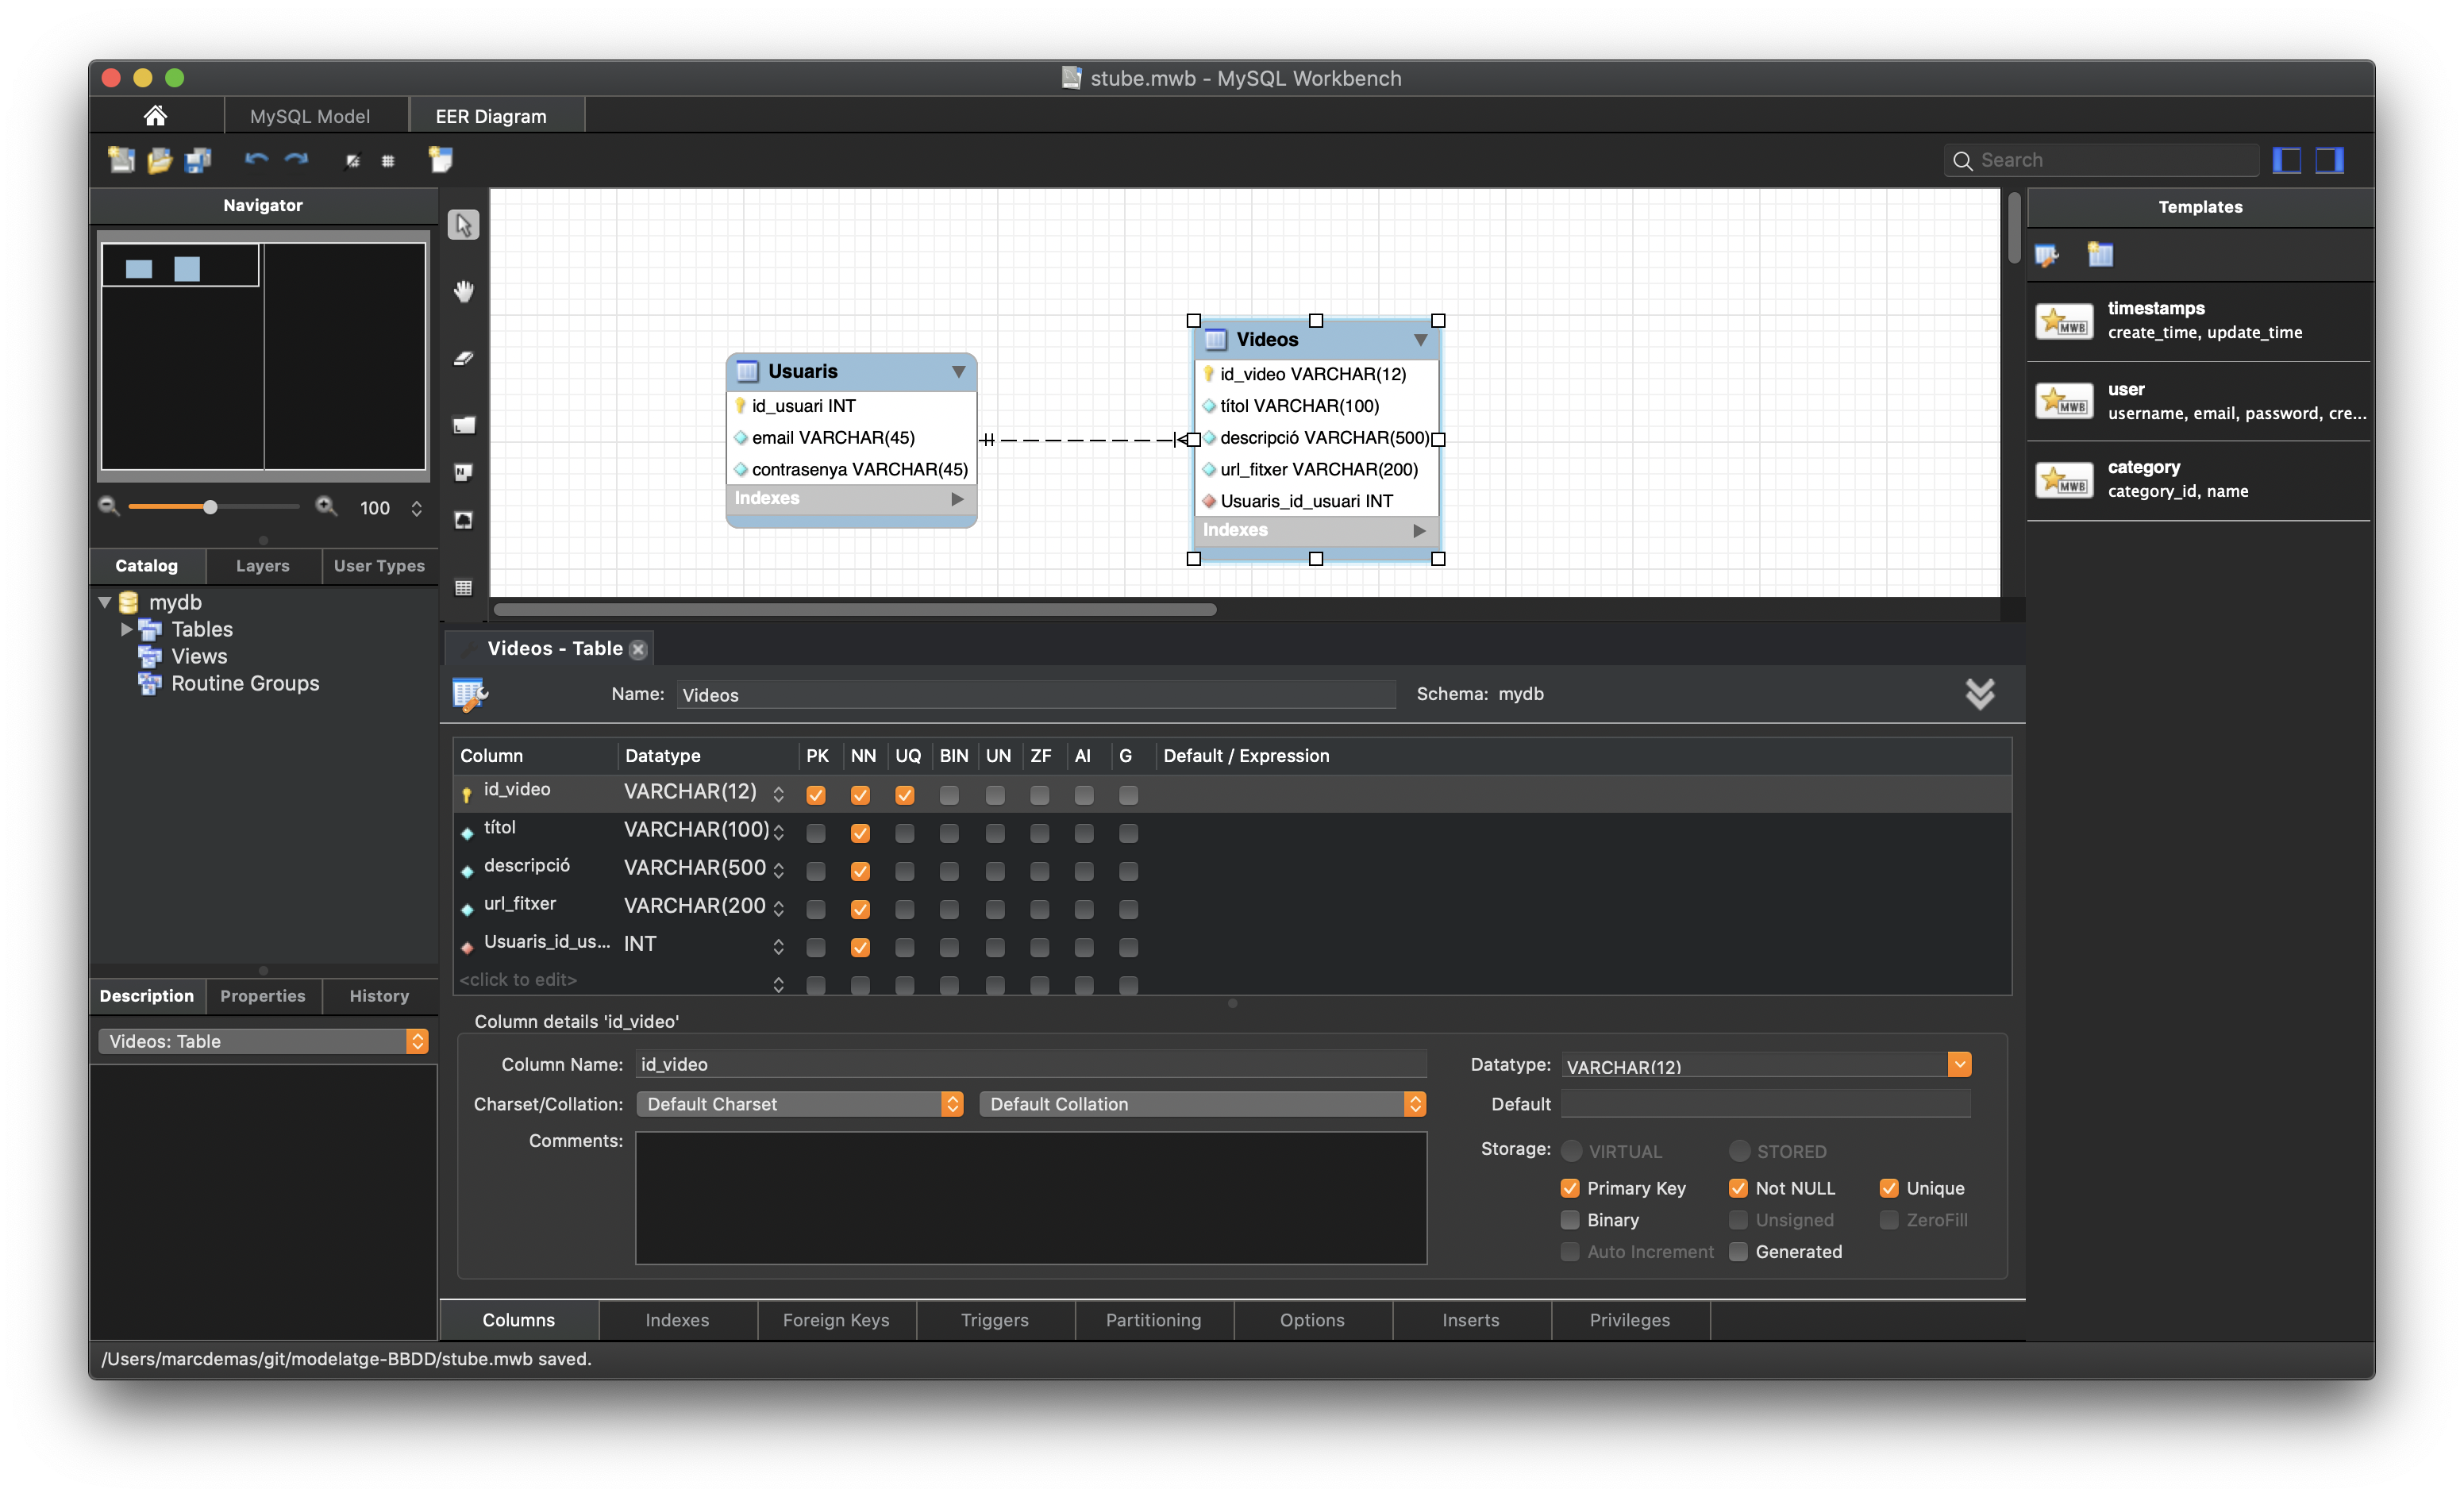 stube.mwb - MySQL Workbench
MySQL Model
EER Diagram
Search
Navigator
100
Catalog
Layers
User Types
mydb
Tables
Views
Routine Groups
Description
Properties
History
Videos: Table
Usuaris
id_usuari INT
email VARCHAR(45)
contrasenya VARCHAR(45)
Indexes
Videos
id_video VARCHAR(12)
títol VARCHAR(100)
descripció VARCHAR(500)
url_fitxer VARCHAR(200)
Usuaris_id_usuari INT
Indexes
Templates
MWB
timestamps
create_time, update_time
MWB
user
username, email, password, cre...
MWB
category
category_id, name
Videos - Table
Name: Videos
Schema: mydb
Column Datatype PK NN UQ BIN UN ZF AI G Default / Expression
id_video VARCHAR(12)
títol VARCHAR(100)
descripció VARCHAR(500
url_fitxer VARCHAR(200
Usuaris_id_us... INT
<click to edit>
Column details 'id_video'
Column Name: id_video
Charset/Collation: Default Charset Default Collation
Comments:
Datatype: VARCHAR(12)
Default
Storage: VIRTUAL STORED
Primary Key Not NULL Unique
Binary Unsigned ZeroFill
Auto Increment Generated
Columns Indexes Foreign Keys Triggers Partitioning Options Inserts Privileges
/Users/marcdemas/git/modelatge-BBDD/stube.mwb saved.